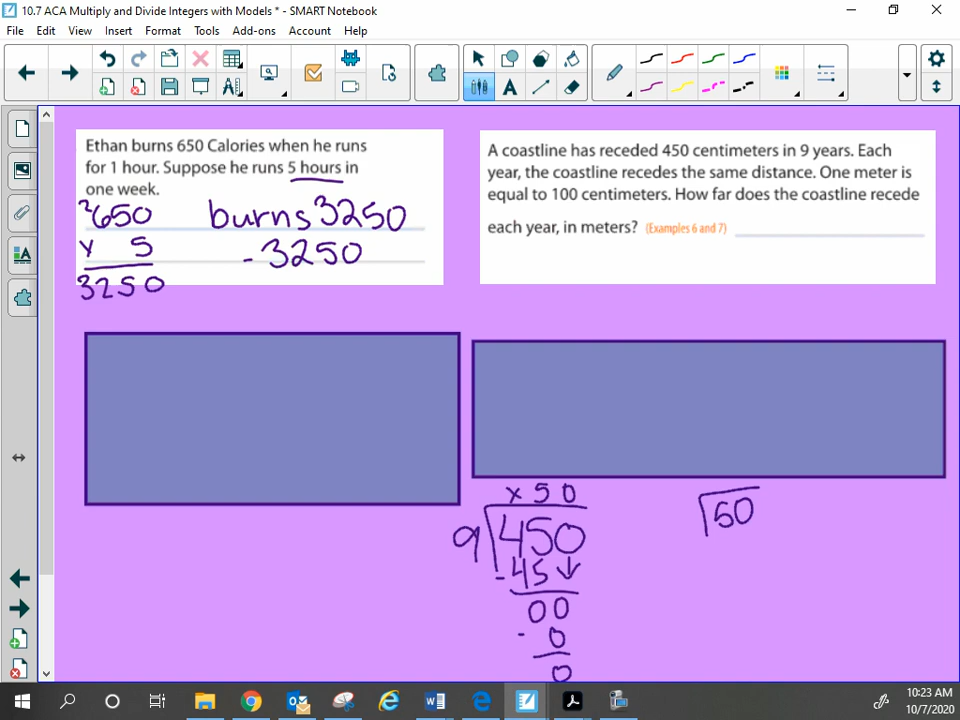 10.7 ACA Multiply and Divide Integers with Models * - SMART Notebook
File Edit View Insert Format Tools Add-ons Account Help
Ethan burns 650 Calories when he runs
for 1 hour. Suppose he runs 5 hours in
one week.
2
650
x 5
3250
burns 3250
- 3250
A coastline has receded 450 centimeters in 9 years. Each
year, the coastline recedes the same distance. One meter is
equal to 100 centimeters. How far does the coastline recede
each year, in meters? (Examples 6 and 7)
x 50
9 450
- 45
00
- 0
0
50
10:23 AM
10/7/2020